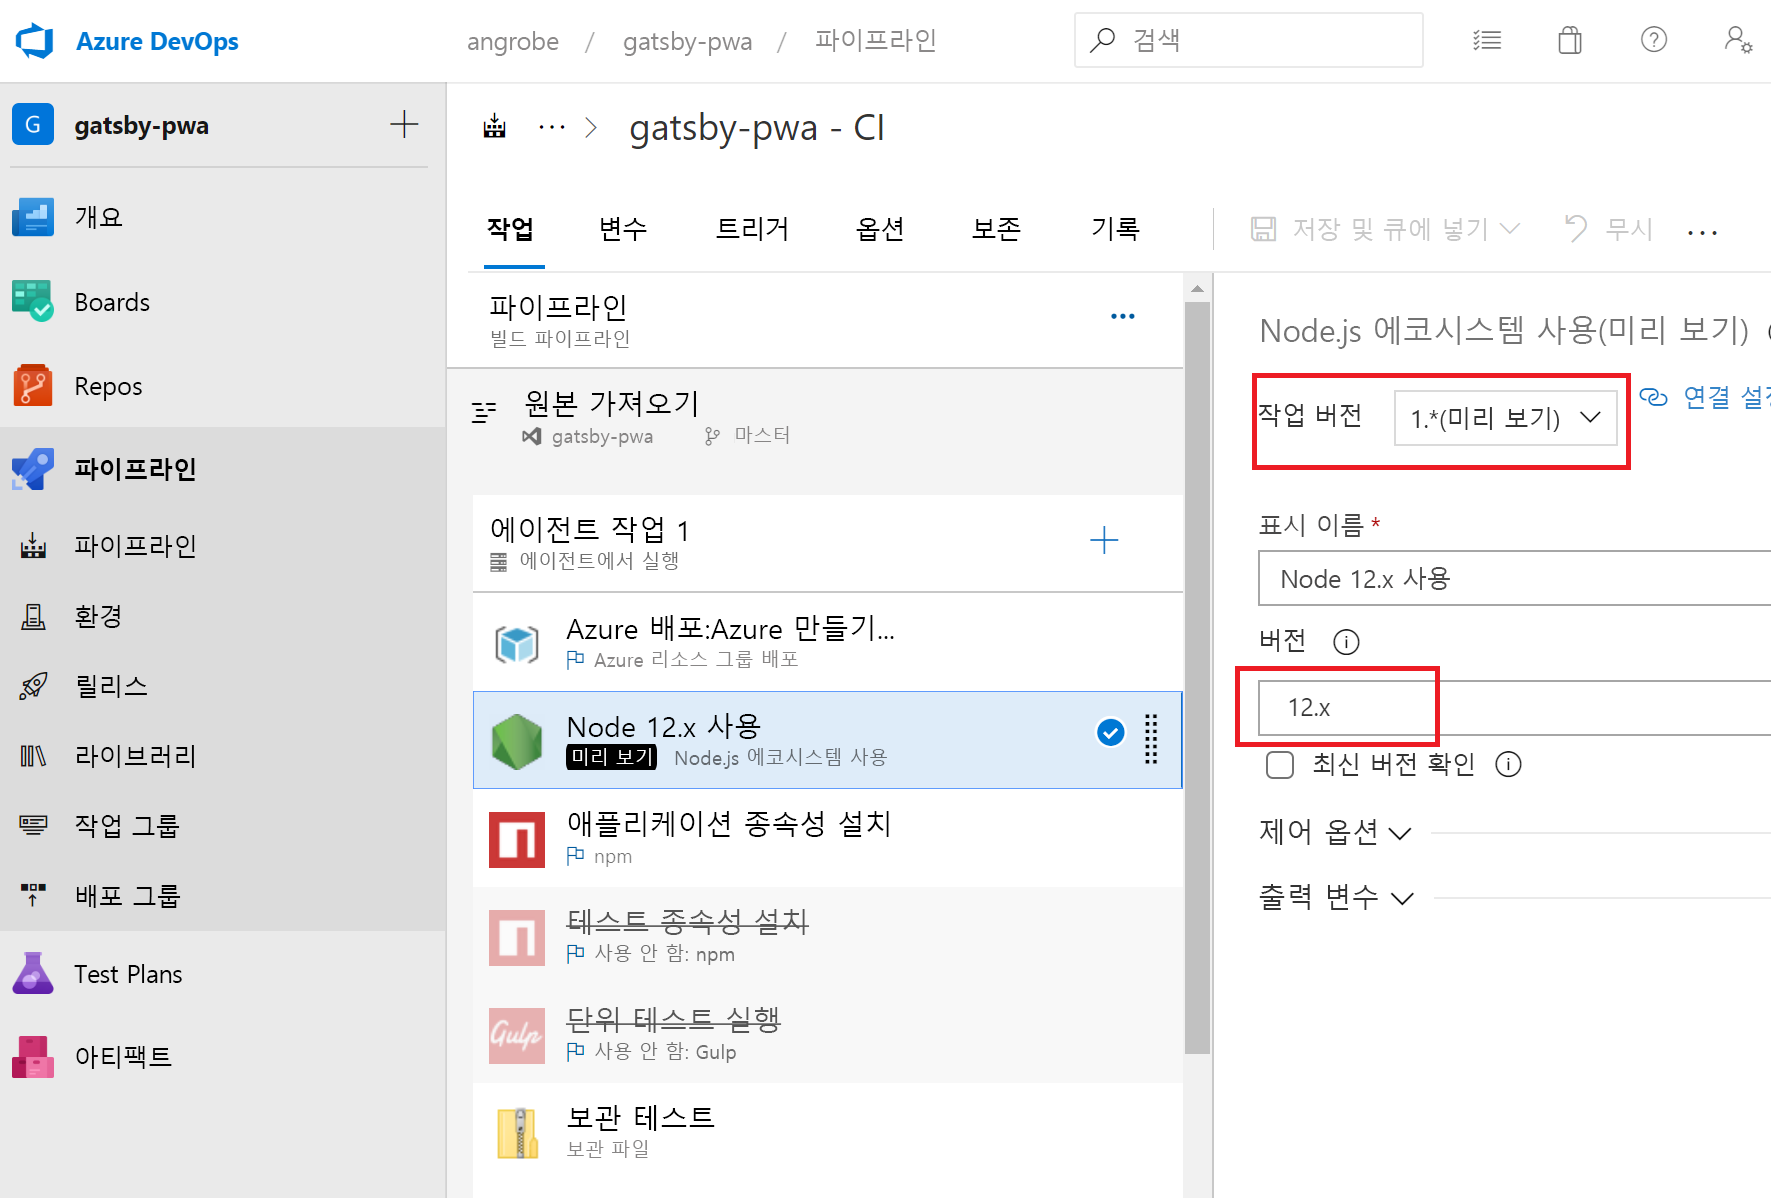 Azure DevOps
angrobe / gatsby-pwa / 파이프라인
검색
G gatsby-pwa
개요
Boards
Repos
파이프라인
파이프라인
환경
릴리스
라이브러리
작업 그룹
배포 그룹
Test Plans
아티팩트
... > gatsby-pwa - CI
작업 변수 트리거 옵션 보존 기록
저장 및 큐에 넣기 무시 ...
파이프라인
빌드 파이프라인
원본 가져오기
gatsby-pwa 마스터
에이전트 작업 1
에이전트에서 실행
Azure 배포:Azure 만들기...
Azure 리소스 그룹 배포
Node 12.x 사용
미리 보기 Node.js 에코시스템 사용
애플리케이션 종속성 설치
npm
테스트 종속성 설치
사용 안 함: npm
Gulp
단위 테스트 실행
사용 안 함: Gulp
보관 테스트
보관 파일
Node.js 에코시스템 사용(미리 보기)
작업 버전 1.*(미리 보기)
연결
표시 이름 *
Node 12.x 사용
버전
12.x
최신 버전 확인
제어 옵션
출력 변수